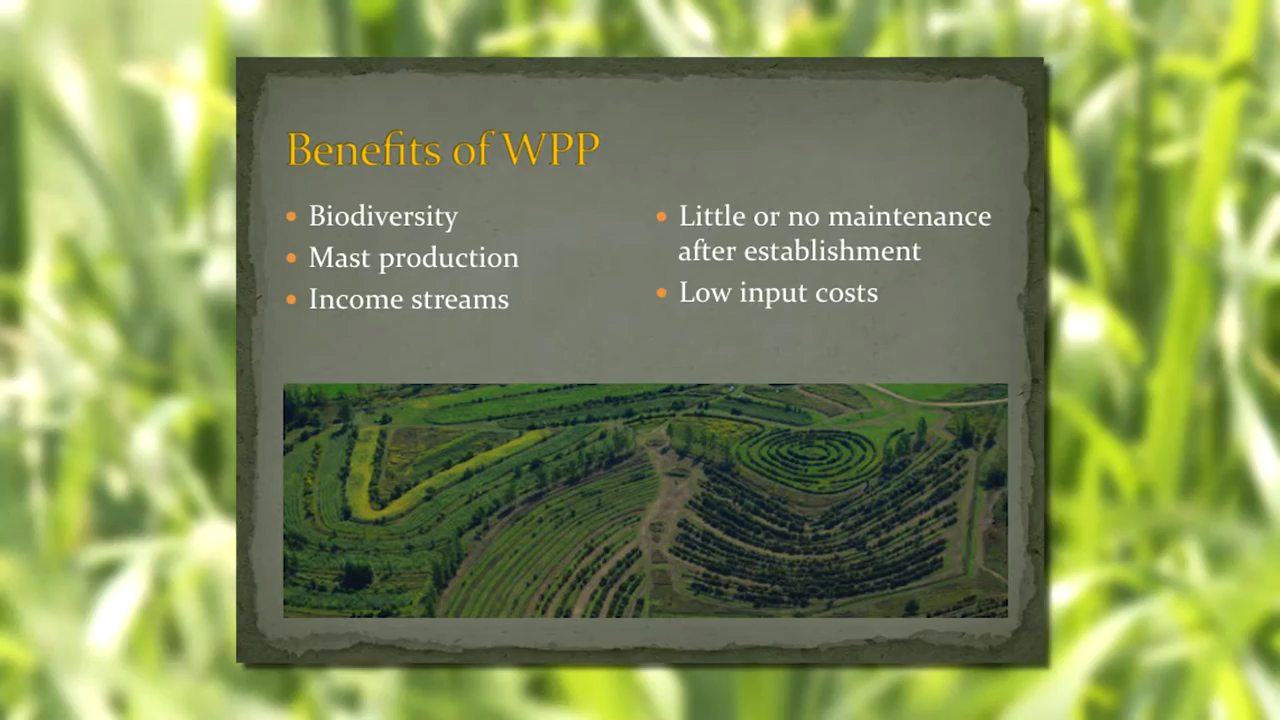 Benefits of WPP
• Biodiversity
• Mast production
• Income streams
• Little or no maintenance
after establishment
• Low input costs